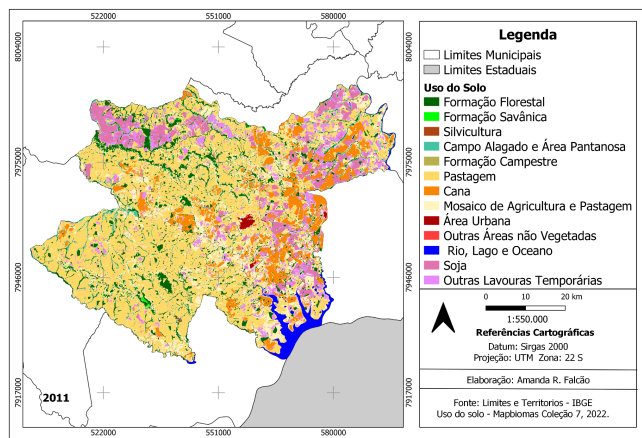 522000
551000
580000
8004000
7975000
7946000
7917000
8004000
7975000
7946000
7917000
2011
522000
551000
580000
Legenda
Limites Municipais
Limites Estaduais
Uso do Solo
Formação Florestal
Formação Savânica
Silvicultura
Campo Alagado e Área Pantanosa
Formação Campestre
Pastagem
Cana
Mosaico de Agricultura e Pastagem
Área Urbana
Outras Áreas não Vegetadas
Rio, Lago e Oceano
Soja
Outras Lavouras Temporárias
0 10 20 km
1:550.000
Referências Cartográficas
Datum: Sirgas 2000
Projeção: UTM Zona: 22 S
Elaboração: Amanda R. Falcão
Fonte: Limites e Territorios - IBGE
Uso do solo - Mapbiomas Coleção 7, 2022.